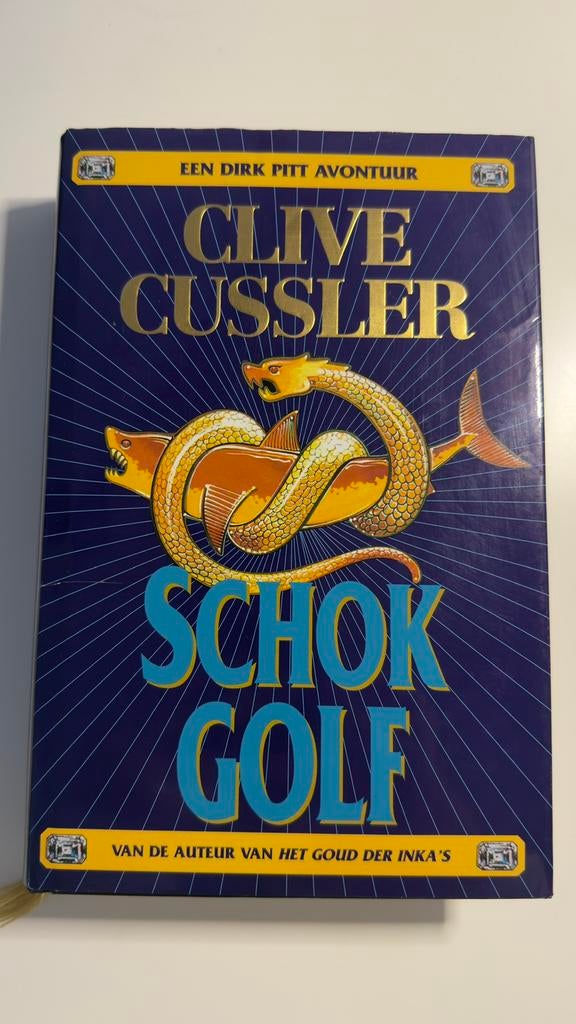 EEN DIRK PITT AVONTUUR
CLIVE
CUSSLER
SCHOK
GOLF
VAN DE AUTEUR VAN HET GOUD DER INKA'S